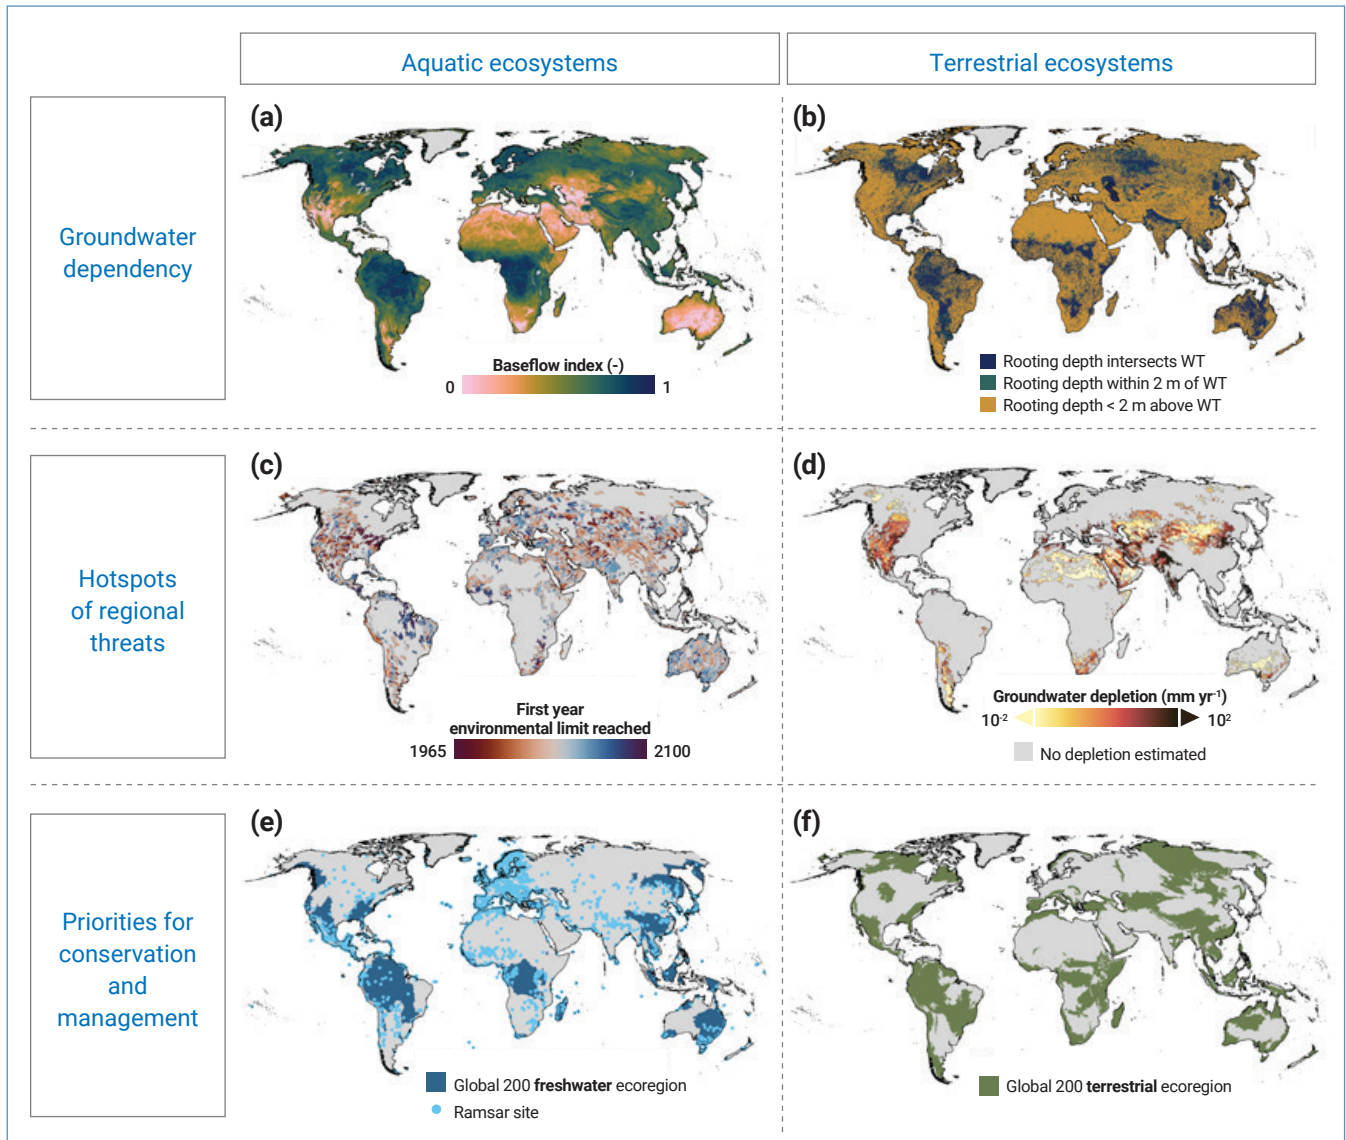 Aquatic ecosystems
Terrestrial ecosystems
Groundwater
dependency
(a)
Baseflow index (-)
0
1
(b)
Rooting depth intersects WT
Rooting depth within 2 m of WT
Rooting depth < 2 m above WT
Hotspots
of regional
threats
(c)
First year
environmental limit reached
1965
2100
(d)
Groundwater depletion (mm yr⁻¹)
10⁻²
10²
No depletion estimated
Priorities for
conservation
and
management
(e)
Global 200 freshwater ecoregion
Ramsar site
(f)
Global 200 terrestrial ecoregion